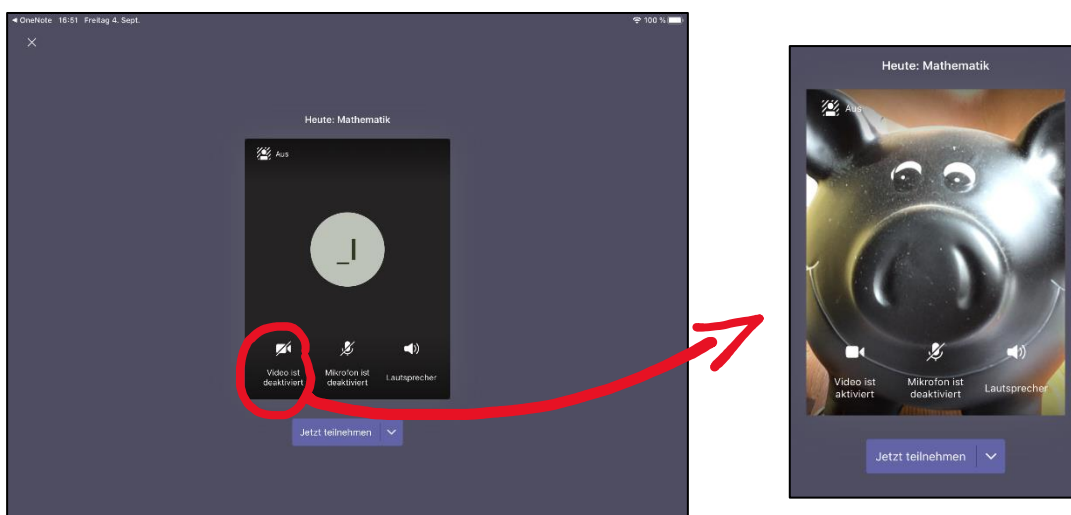 OneNote 16:51 Freitag 4. Sept. 100 %
Heute: Mathematik
Aus
_I
Video ist Mikrofon ist Lautsprecher
deaktiviert deaktiviert
Jetzt teilnehmen
Heute: Mathematik
Aus
Video ist Mikrofon ist Lautsprecher
aktiviert deaktiviert
Jetzt teilnehmen